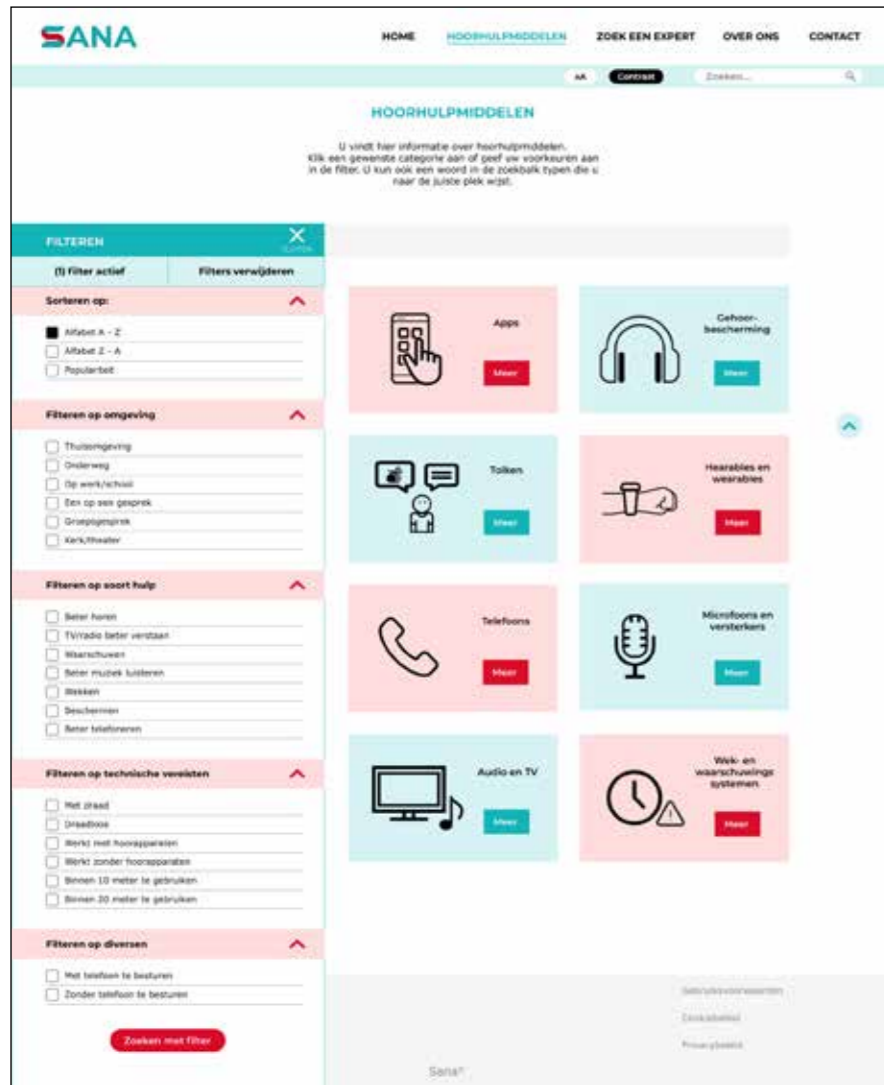 SANA
HOME HOORHULPMIDDELEN ZOEK EEN EXPERT OVER ONS CONTACT
AA Contrast Zoeken...
HOORHULPMIDDELEN
U vindt hier informatie over hoorhulpmiddelen.
Klik een gewenste categorie aan of geef uw voorkeuren aan
in de filter. U kun ook een woord in de zoekbalk typen die u
naar de juiste plek wijst.
FILTEREN
SLUITEN
(1) filter actief Filters verwijderen
Sorteren op:
Alfabet A - Z
Alfabet Z - A
Populariteit
Filteren op omgeving
Thuisomgeving
Onderweg
Op werk/school
Een op een gesprek
Groepsgesprek
Kerk/theater
Filteren op soort hulp
Beter horen
TV/radio beter verstaan
Waarschuwen
Beter muziek luisteren
Wekken
Beschermen
Beter telefoneren
Filteren op technische vereisten
Met draad
Draadloos
Werkt met hoorapparaten
Werkt zonder hoorapparaten
Binnen 10 meter te gebruiken
Binnen 20 meter te gebruiken
Filteren op diversen
Met telefoon te besturen
Zonder telefoon te besturen
Zoeken met filter
Apps
Meer
Gehoor-
bescherming
Meer
Tolken
Meer
Hearables en
wearables
Meer
Telefoons
Meer
Microfoons en
versterkers
Meer
Audio en TV
Meer
Wek- en
waarschuwings
systemen
Meer
Gebruiksvoorwaarden
Cookiebeleid
Privacybeleid
Sana®